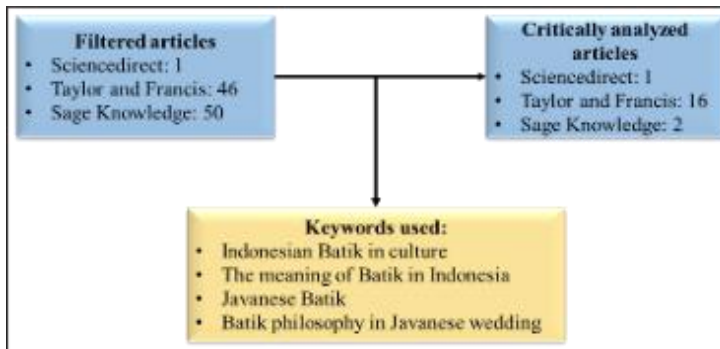 Filtered articles
• Sciencedirect: 1
• Taylor and Francis: 46
• Sage Knowledge: 50
Critically analyzed
articles
• Sciencedirect: 1
• Taylor and Francis: 16
• Sage Knowledge: 2
Keywords used:
• Indonesian Batik in culture
• The meaning of Batik in Indonesia
• Javanese Batik
• Batik philosophy in Javanese wedding